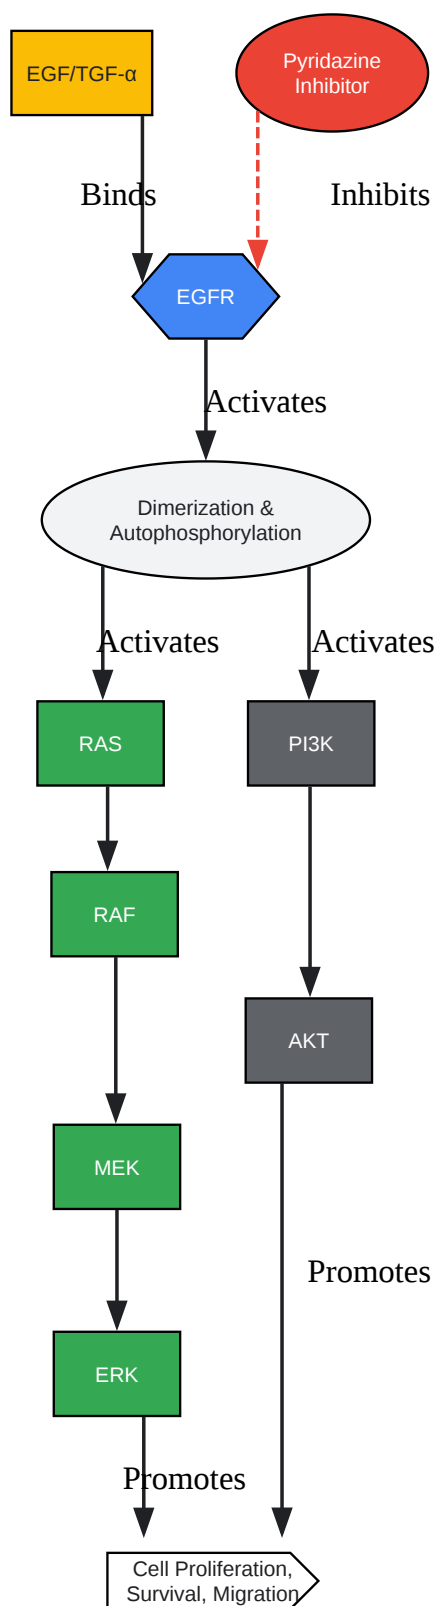 EGF/TGF-α
Pyridazine
Inhibitor
Binds
Inhibits
EGFR
Activates
Dimerization &
Autophosphorylation
Activates
Activates
RAS
PI3K
RAF
AKT
MEK
Promotes
ERK
Promotes
Cell Proliferation,
Survival, Migration